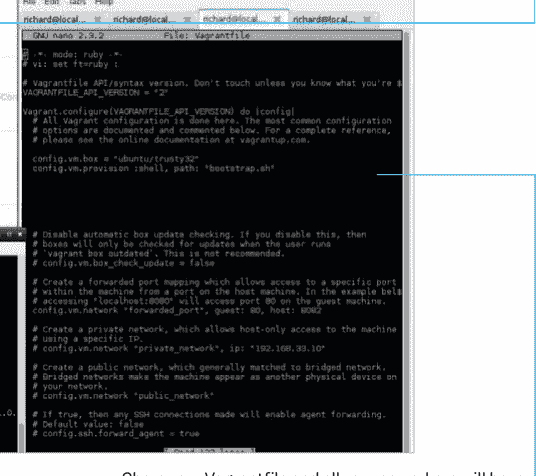 File Edit Tabs Help
richard@local... richard@local... richard@local... richard@local...
GNU nano 2.3.2 File: Vagrantfile
-*- mode: ruby -*-
# vi: set ft=ruby :
# Vagrantfile API/syntax version. Don't touch unless you know what you're $
VAGRANTFILE_API_VERSION = "2"
Vagrant.configure(VAGRANTFILE_API_VERSION) do |config|
# All Vagrant configuration is done here. The most common configuration
# options are documented and commented below. For a complete reference,
# please see the online documentation at vagrantup.com.
config.vm.box = "ubuntu/trusty32"
config.vm.provision :shell, path: "bootstrap.sh"
# Disable automatic box update checking. If you disable this, then
# boxes will only be checked for updates when the user runs
# `vagrant box outdated`. This is not recommended.
# config.vm.box_check_update = false
# Create a forwarded port mapping which allows access to a specific port
# within the machine from a port on the host machine. In the example bel$
# accessing "localhost:8080" will access port 80 on the guest machine.
config.vm.network "forwarded_port", guest: 80, host: 8082
# Create a private network, which allows host-only access to the machine
# using a specific IP.
# config.vm.network "private_network", ip: "192.168.33.10"
# Create a public network, which generally matched to bridged network.
# Bridged networks make the machine appear as another physical device on
# your network.
# config.vm.network "public_network"
# If true, then any SSH connections made will enable agent forwarding.
# Default value: false
# config.ssh.forward_agent = true
1.0.